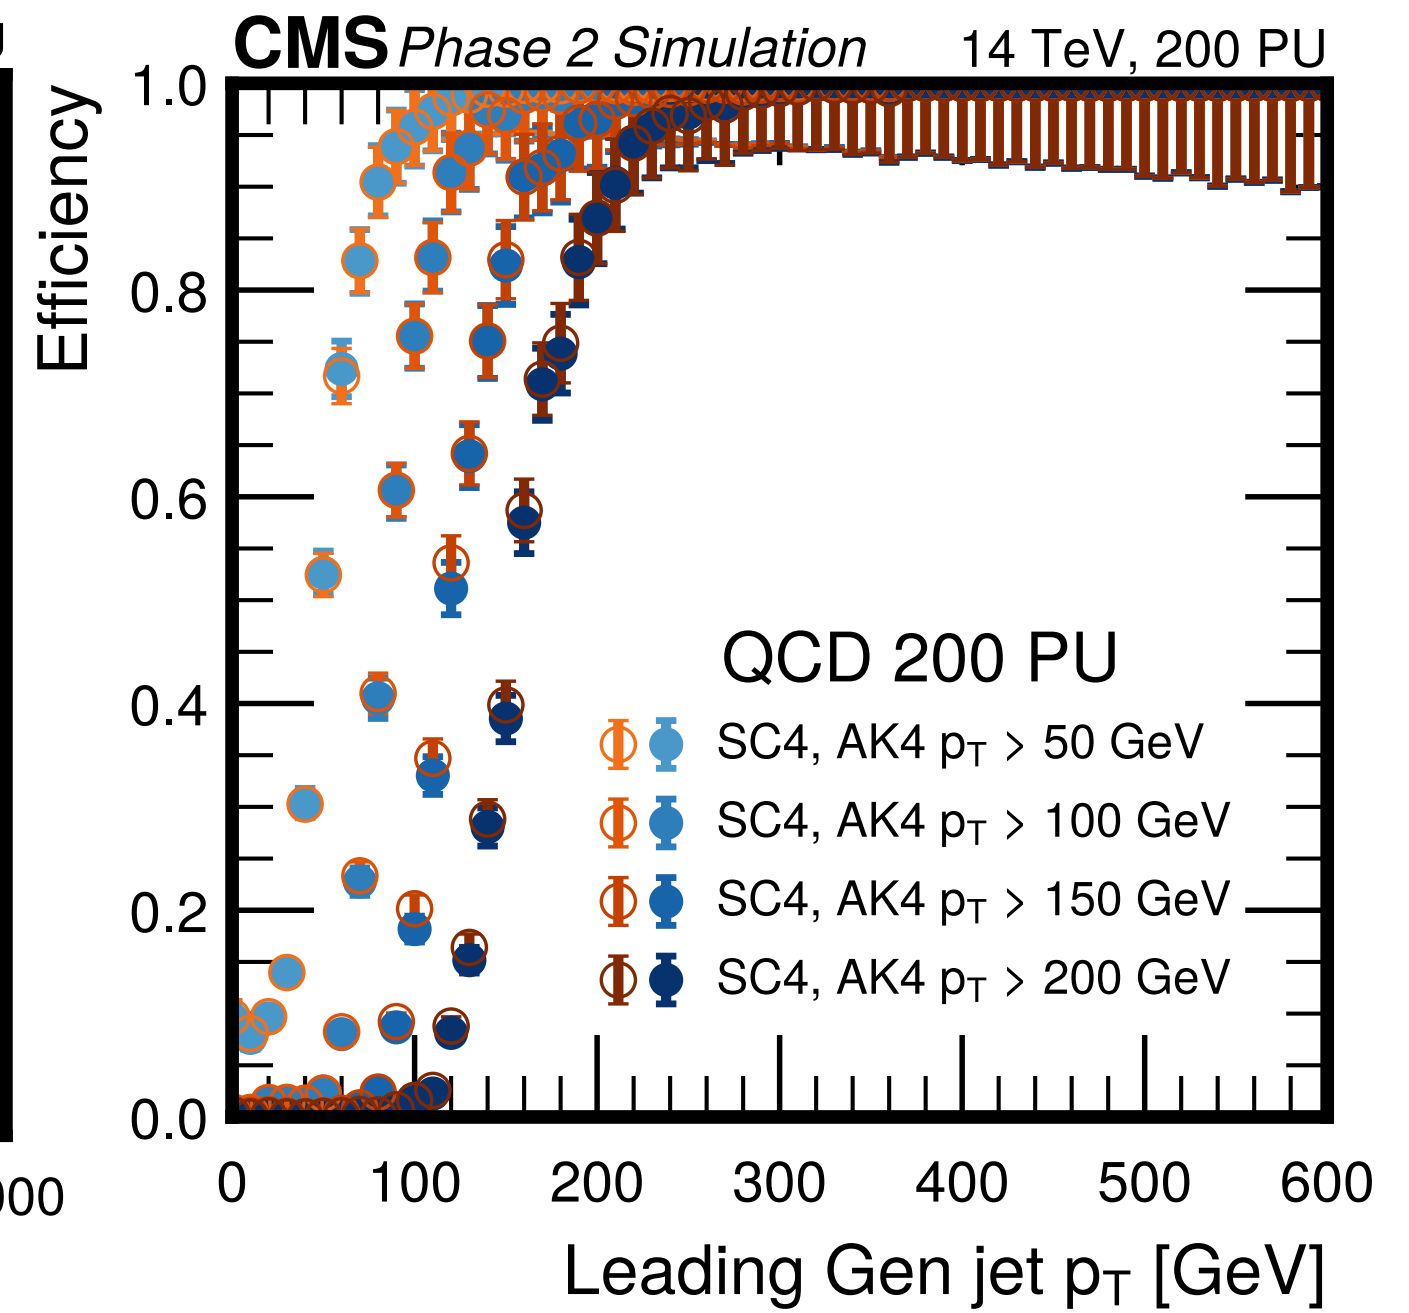 CMS Phase 2 Simulation 14 TeV, 200 PU
Efficiency
1.0
0.8
0.6
0.4
0.2
0.0
QCD 200 PU
SC4, AK4 pT > 50 GeV
SC4, AK4 pT > 100 GeV
SC4, AK4 pT > 150 GeV
SC4, AK4 pT > 200 GeV
0 100 200 300 400 500 600
Leading Gen jet pT [GeV]